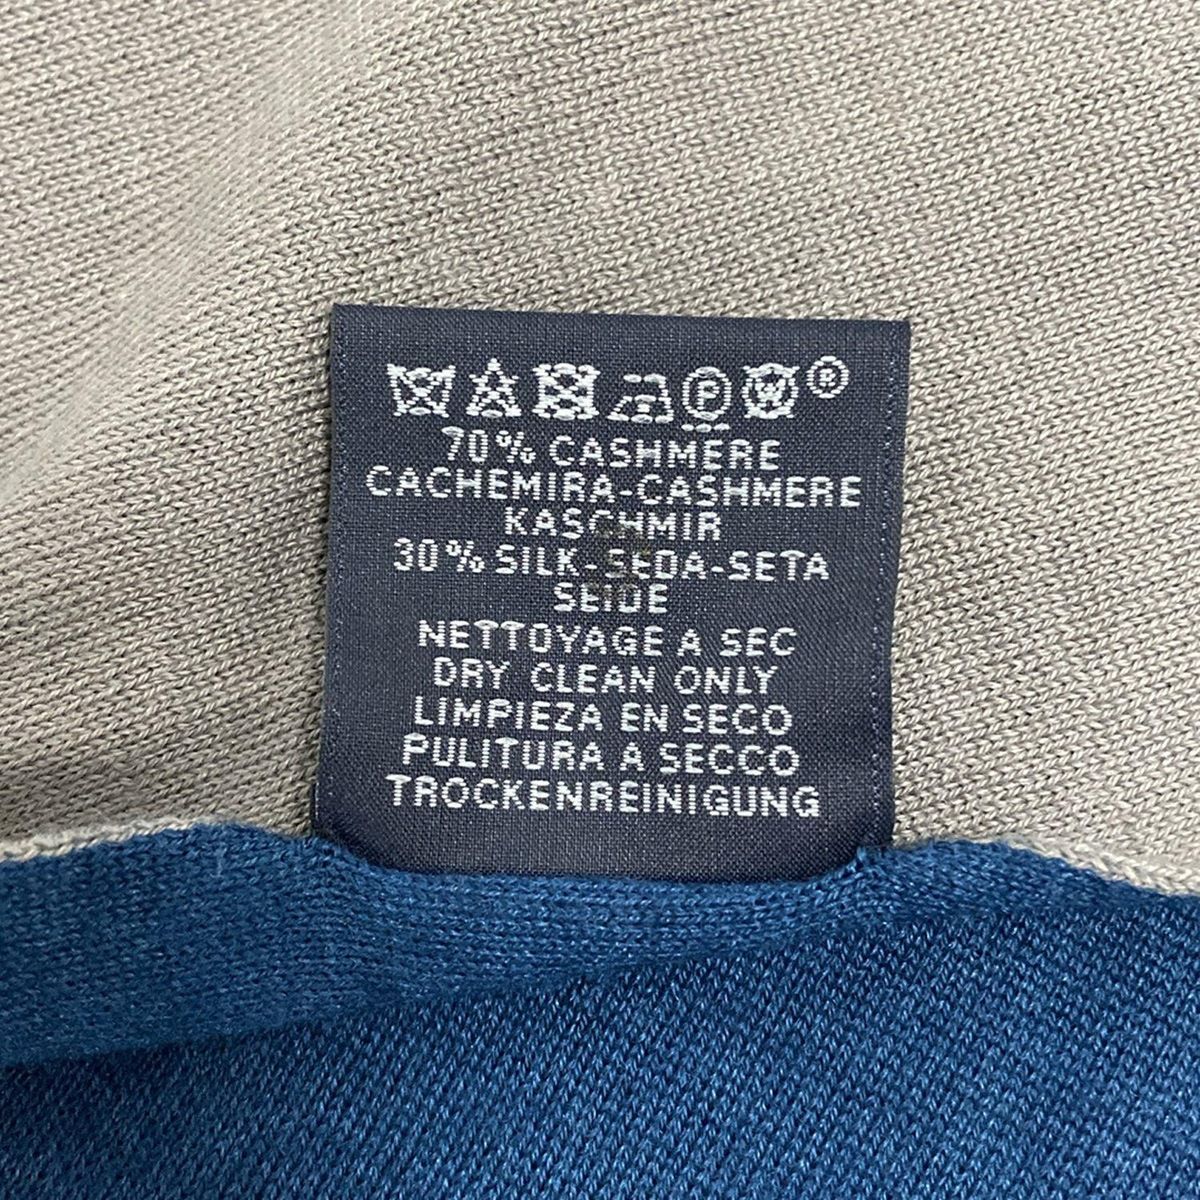 P W ®
70% CASHMERE
CACHEMIRA-CASHMERE
KASCHMIR
30% SILK-SEDA-SETA
SEIDE
NETTOYAGE A SEC
DRY CLEAN ONLY
LIMPIEZA EN SECO
PULITURA A SECCO
TROCKENREINIGUNG